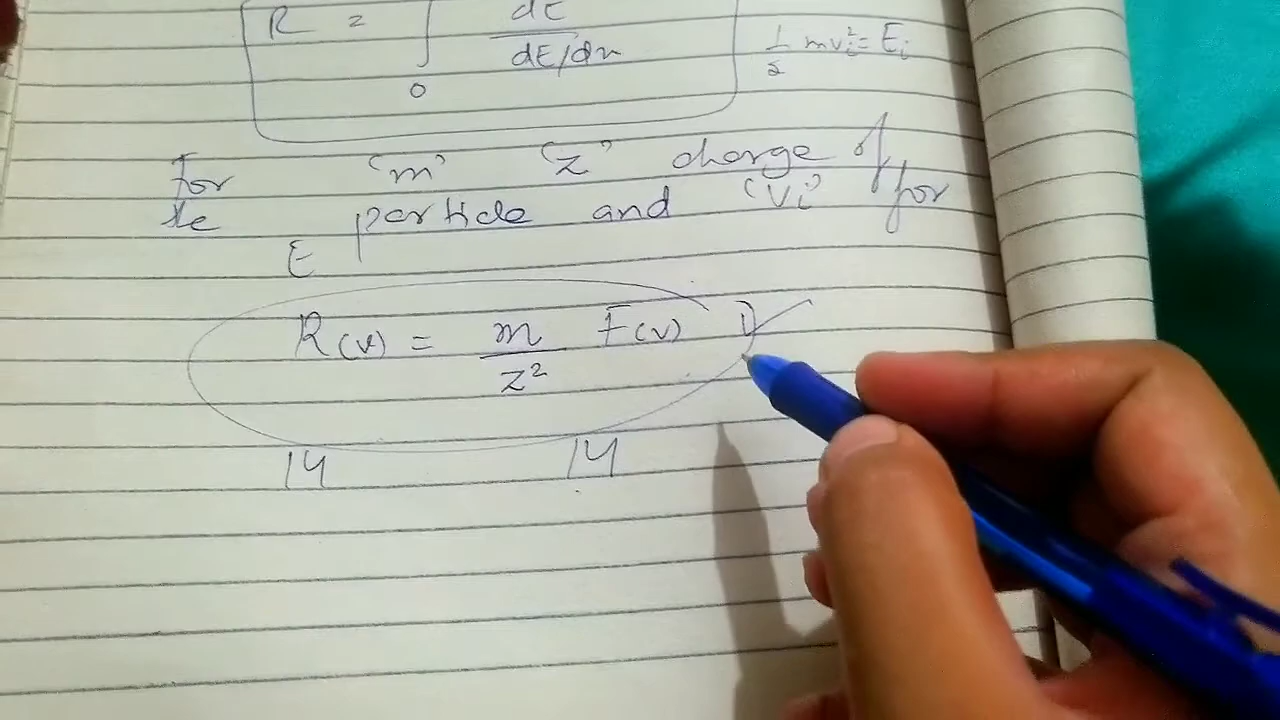 R = ∫₀ dE / dE/dx
1/2 mvᵢ² = Eᵢ
For 'm' 'z' charge of
the particle and 'Vi' for
E
R(v) = m/z² F(v) 1)
14 14